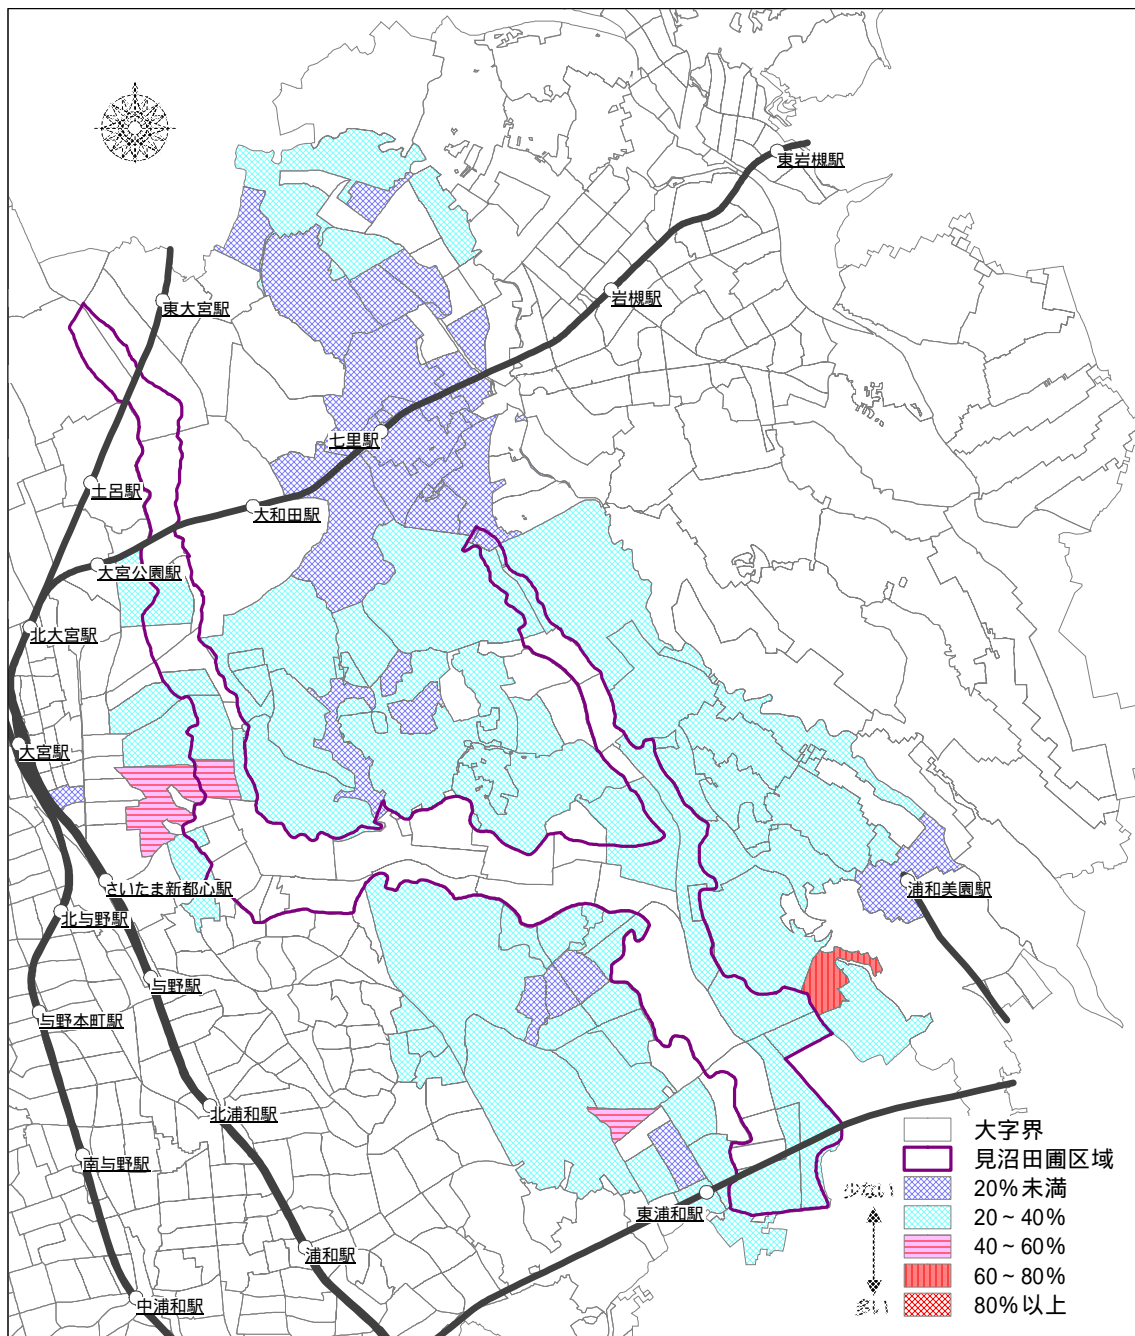 東岩槻駅
岩槻駅
東大宮駅
七里駅
土呂駅
大和田駅
大宮公園駅
北大宮駅
大宮駅
さいたま新都心駅
浦和美園駅
北与野駅
与野駅
与野本町駅
北浦和駅
南与野駅
東浦和駅
浦和駅
中浦和駅
大字界
見沼田圃区域
少ない
20%未満
20~40%
40~60%
60~80%
多い
80%以上